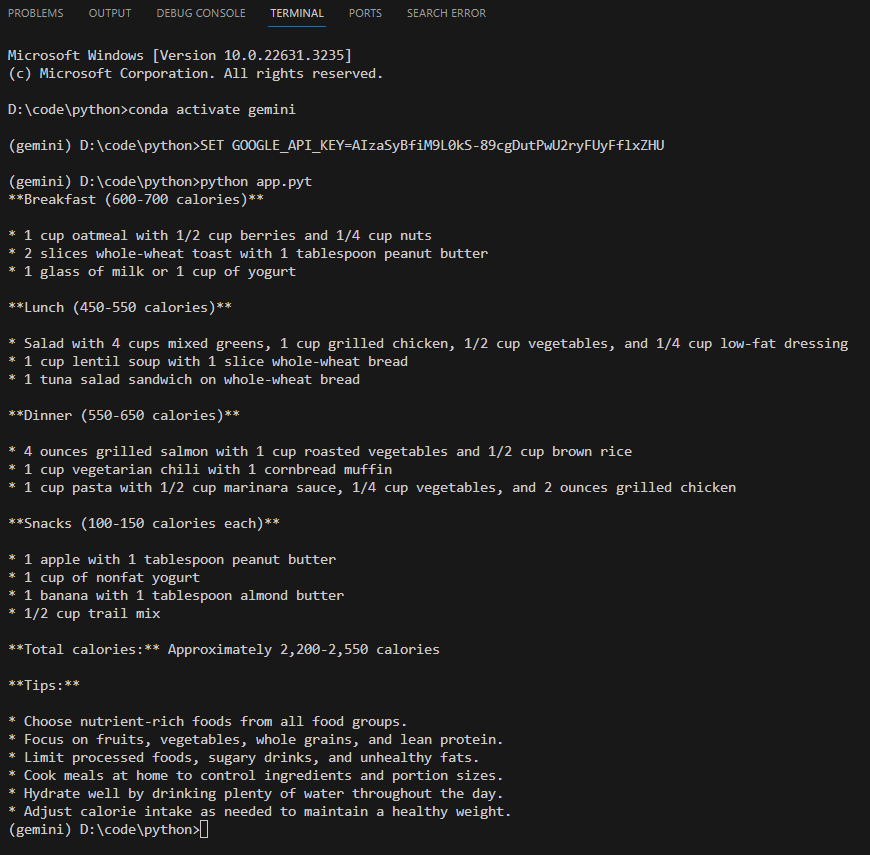 PROBLEMS OUTPUT DEBUG CONSOLE TERMINAL PORTS SEARCH ERROR
Microsoft Windows [Version 10.0.22631.3235]
(c) Microsoft Corporation. All rights reserved.
D:\code\python>conda activate gemini
(gemini) D:\code\python>SET GOOGLE_API_KEY=AIzaSyBfiM9L0kS-89cgDutPwU2ryFUyFflxZHU
(gemini) D:\code\python>python app.pyt
**Breakfast (600-700 calories)**
* 1 cup oatmeal with 1/2 cup berries and 1/4 cup nuts
* 2 slices whole-wheat toast with 1 tablespoon peanut butter
* 1 glass of milk or 1 cup of yogurt
**Lunch (450-550 calories)**
* Salad with 4 cups mixed greens, 1 cup grilled chicken, 1/2 cup vegetables, and 1/4 cup low-fat dressing
* 1 cup lentil soup with 1 slice whole-wheat bread
* 1 tuna salad sandwich on whole-wheat bread
**Dinner (550-650 calories)**
* 4 ounces grilled salmon with 1 cup roasted vegetables and 1/2 cup brown rice
* 1 cup vegetarian chili with 1 cornbread muffin
* 1 cup pasta with 1/2 cup marinara sauce, 1/4 cup vegetables, and 2 ounces grilled chicken
**Snacks (100-150 calories each)**
* 1 apple with 1 tablespoon peanut butter
* 1 cup of nonfat yogurt
* 1 banana with 1 tablespoon almond butter
* 1/2 cup trail mix
**Total calories:** Approximately 2,200-2,550 calories
**Tips:**
* Choose nutrient-rich foods from all food groups.
* Focus on fruits, vegetables, whole grains, and lean protein.
* Limit processed foods, sugary drinks, and unhealthy fats.
* Cook meals at home to control ingredients and portion sizes.
* Hydrate well by drinking plenty of water throughout the day.
* Adjust calorie intake as needed to maintain a healthy weight.
(gemini) D:\code\python>